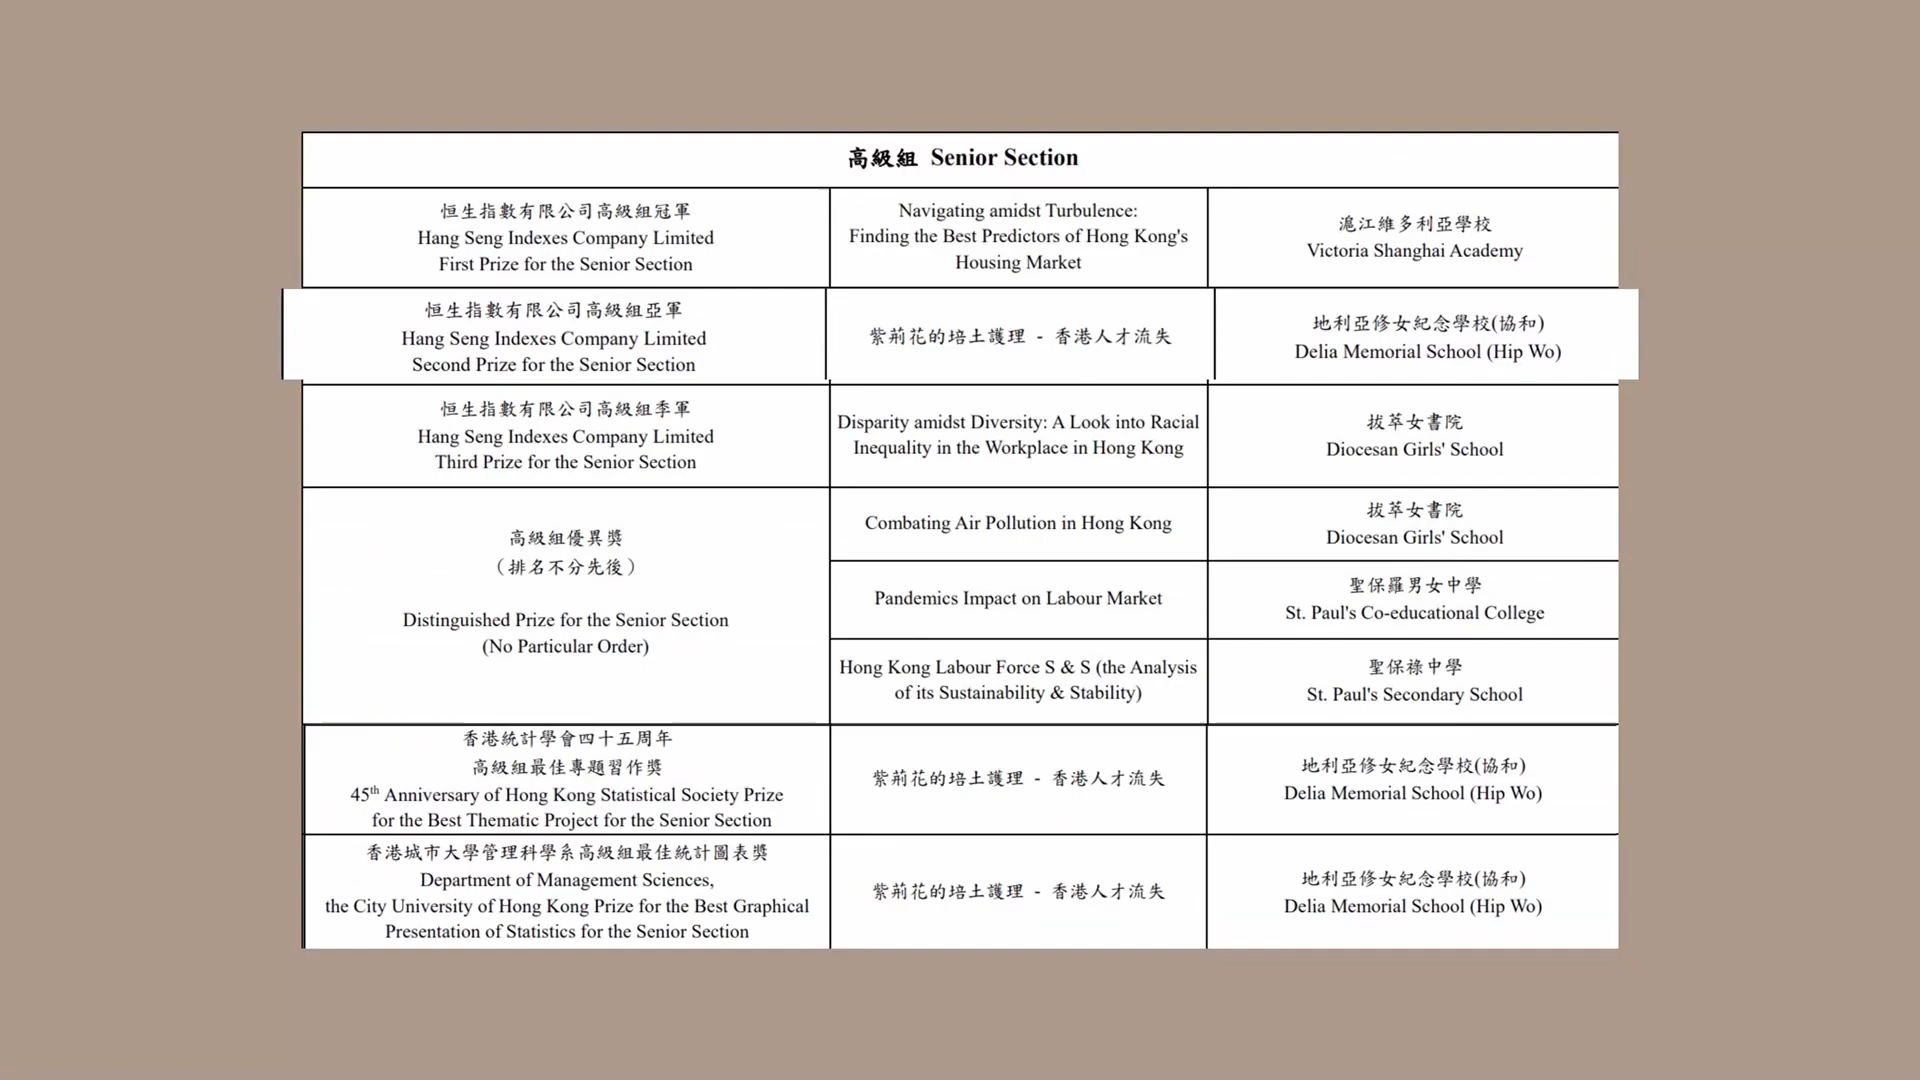 高級組 Senior Section
恒生指數有限公司高級組冠軍
Hang Seng Indexes Company Limited
First Prize for the Senior Section
Navigating amidst Turbulence:
Finding the Best Predictors of Hong Kong's
Housing Market
滬江維多利亞學校
Victoria Shanghai Academy
恒生指數有限公司高級組亞軍
Hang Seng Indexes Company Limited
Second Prize for the Senior Section
紫荊花的培土護理 - 香港人才流失
地利亞修女紀念學校(協和)
Delia Memorial School (Hip Wo)
恒生指數有限公司高級組季軍
Hang Seng Indexes Company Limited
Third Prize for the Senior Section
Disparity amidst Diversity: A Look into Racial
Inequality in the Workplace in Hong Kong
拔萃女書院
Diocesan Girls' School
高級組優異獎
（排名不分先後）
Distinguished Prize for the Senior Section
(No Particular Order)
Combating Air Pollution in Hong Kong
拔萃女書院
Diocesan Girls' School
Pandemics Impact on Labour Market
聖保羅男女中學
St. Paul's Co-educational College
Hong Kong Labour Force S & S (the Analysis
of its Sustainability & Stability)
聖保祿中學
St. Paul's Secondary School
香港統計學會四十五周年
高級組最佳專題習作獎
45th Anniversary of Hong Kong Statistical Society Prize
for the Best Thematic Project for the Senior Section
紫荊花的培土護理 - 香港人才流失
地利亞修女紀念學校(協和)
Delia Memorial School (Hip Wo)
香港城市大學管理科學系高級組最佳統計圖表獎
Department of Management Sciences,
the City University of Hong Kong Prize for the Best Graphical
Presentation of Statistics for the Senior Section
紫荊花的培土護理 - 香港人才流失
地利亞修女紀念學校(協和)
Delia Memorial School (Hip Wo)